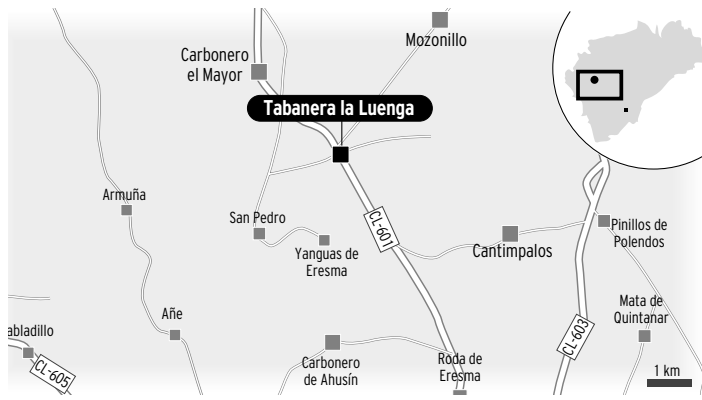 Mozonillo
Carbonero
el Mayor
Tabanera la Luenga
Armuña
San Pedro
CL-601
Yanguas de
Eresma
Cantimpalos
Pinillos de
Polendos
Añe
Mata de
Quintanar
abladillo
CL-605
Carbonero
de Ahusín
Roda de
Eresma
CL-603
1 km